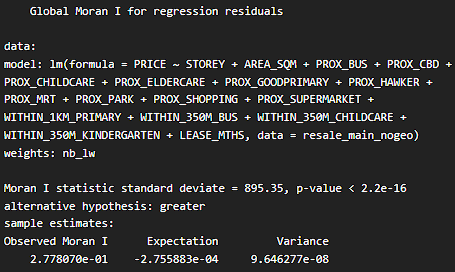 Global Moran I for regression residuals
data:
model: lm(formula = PRICE ~ STOREY + AREA_SQM + PROX_BUS + PROX_CBD +
PROX_CHILDCARE + PROX_ELDERCARE + PROX_GOODPRIMARY + PROX_HAWKER +
PROX_MRT + PROX_PARK + PROX_SHOPPING + PROX_SUPERMARKET +
WITHIN_1KM_PRIMARY + WITHIN_350M_BUS + WITHIN_350M_CHILDCARE +
WITHIN_350M_KINDERGARTEN + LEASE_MTHS, data = resale_main_nogeo)
weights: nb_lw
Moran I statistic standard deviate = 895.35, p-value < 2.2e-16
alternative hypothesis: greater
sample estimates:
Observed Moran I Expectation Variance
2.778070e-01 -2.755883e-04 9.646277e-08